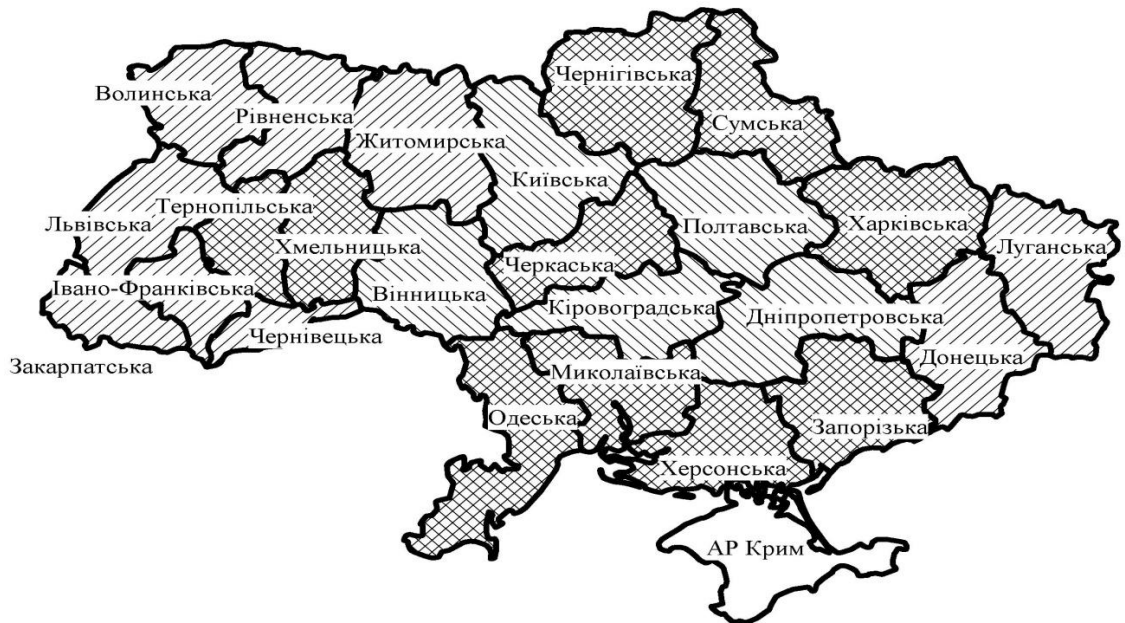 Чернігівська
Волинська
Рівненська
Сумська
Житомирська
Київська
Тернопільська
Львівська
Хмельницька
Полтавська
Харківська
Луганська
Черкаська
Івано-Франківська
Вінницька
Кіровоградська
Дніпропетровська
Чернівецька
Донецька
Закарпатська
Миколаївська
Одеська
Запорізька
Херсонська
АР Крим